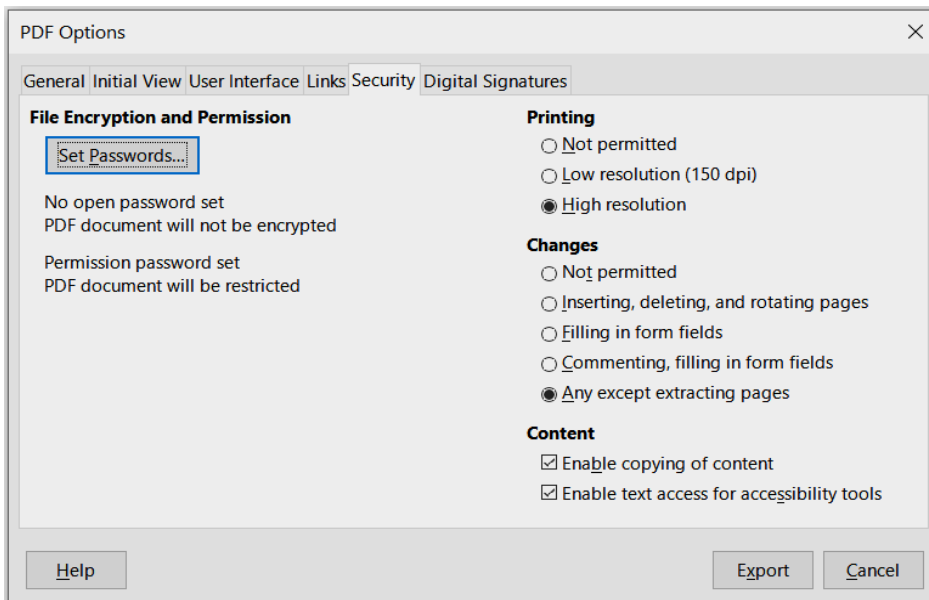 PDF Options
General Initial View User Interface Links Security Digital Signatures
File Encryption and Permission
Set Passwords...
No open password set
PDF document will not be encrypted
Permission password set
PDF document will be restricted
Printing
Not permitted
Low resolution (150 dpi)
High resolution
Changes
Not permitted
Inserting, deleting, and rotating pages
Filling in form fields
Commenting, filling in form fields
Any except extracting pages
Content
Enable copying of content
Enable text access for accessibility tools
Help
Export
Cancel